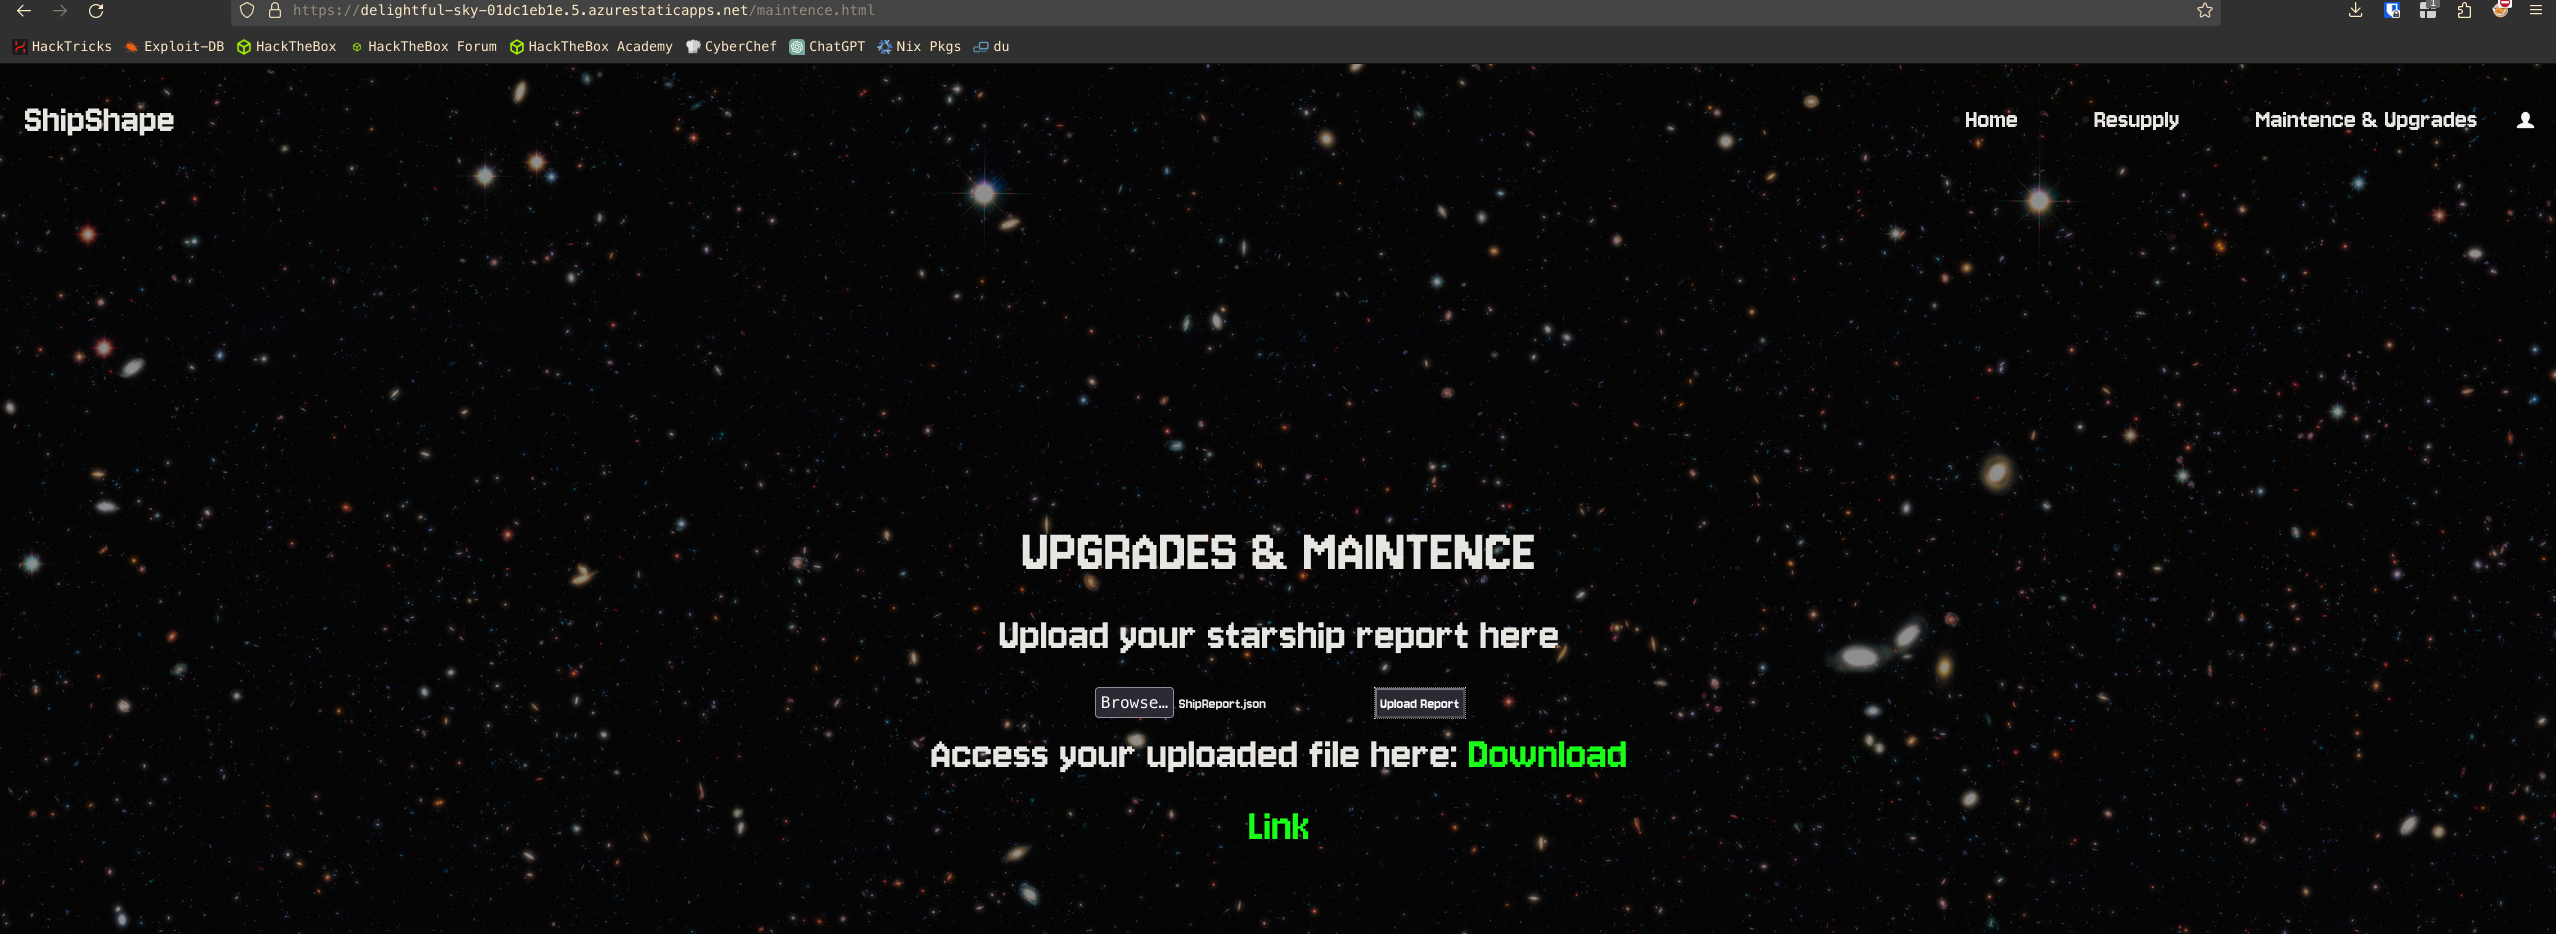 https://delightful-sky-01dc1eb1e.5.azurestaticapps.net/maintence.html
1
HackTricks Exploit-DB HackTheBox HackTheBox Forum HackTheBox Academy CyberChef ChatGPT Nix Pkgs du
ShipShape Home Resupply Maintence & Upgrades
UPGRADES & MAINTENCE
Upload your starship report here
Browse… ShipReport.json Upload Report
Access your uploaded file here: Download
Link